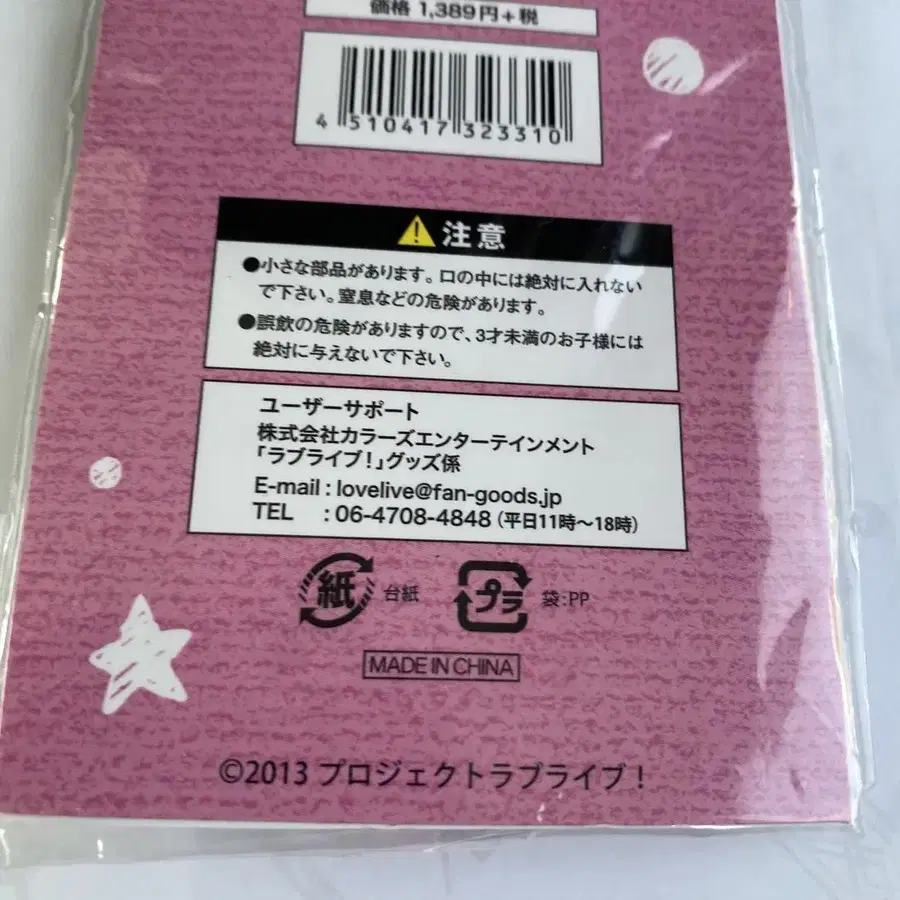 価格 1,389円+税
4 510417 323310
注意
●小さな部品があります。口の中には絶対に入れない
で下さい。窒息などの危険があります。
●誤飲の危険がありますので、3才未満のお子様には
絶対に与えないで下さい。
ユーザーサポート
株式会社カラーズエンターテインメント
「ラブライブ!」グッズ係
E-mail : lovelive@fan-goods.jp
TEL : 06-4708-4848 (平日11時〜18時)
紙 台紙 プラ 袋:PP
MADE IN CHINA
©2013 プロジェクトラブライブ!